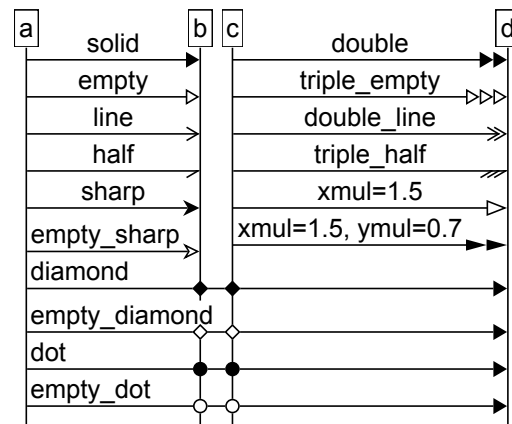 a b c d
solid double
empty triple_empty
line double_line
half triple_half
sharp xmul=1.5
empty_sharp xmul=1.5, ymul=0.7
diamond
empty_diamond
dot
empty_dot